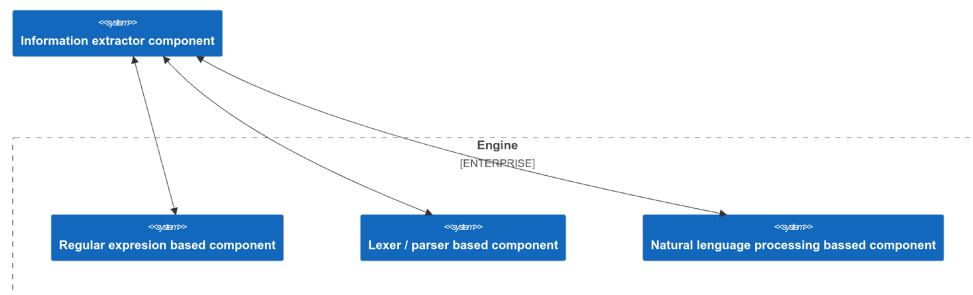 <<system>>
Information extractor component
Engine
[ENTERPRISE]
<<system>>
Regular expresion based component
<<system>>
Lexer / parser based component
<<system>>
Natural lenguage processing bassed component